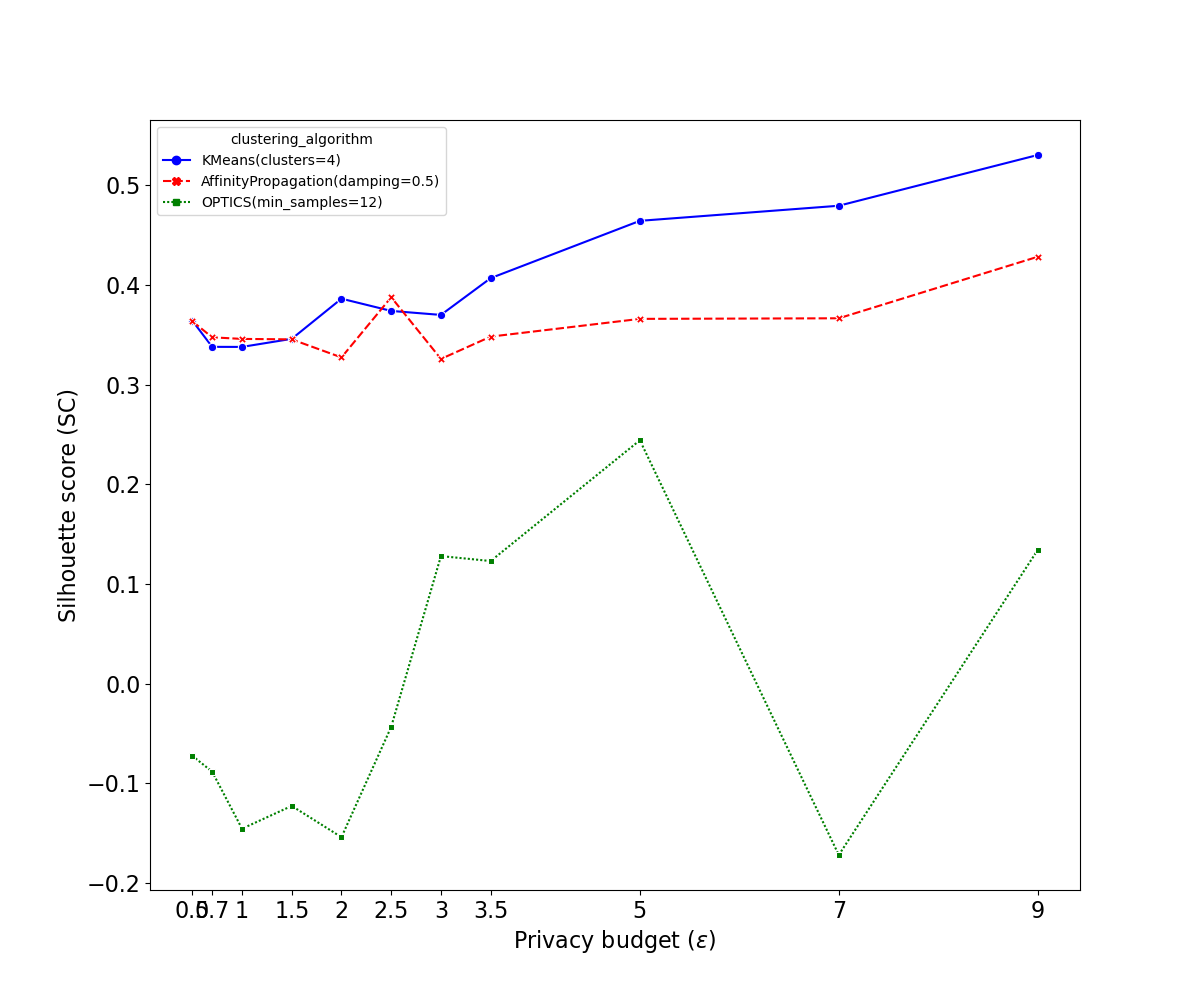 clustering_algorithm
KMeans(clusters=4)
AffinityPropagation(damping=0.5)
OPTICS(min_samples=12)
0.5
0.4
0.3
0.2
0.1
0.0
−0.1
−0.2
Silhouette score (SC)
0.5 0.7 1 1.5 2 2.5 3 3.5 5 7 9
Privacy budget (ε)